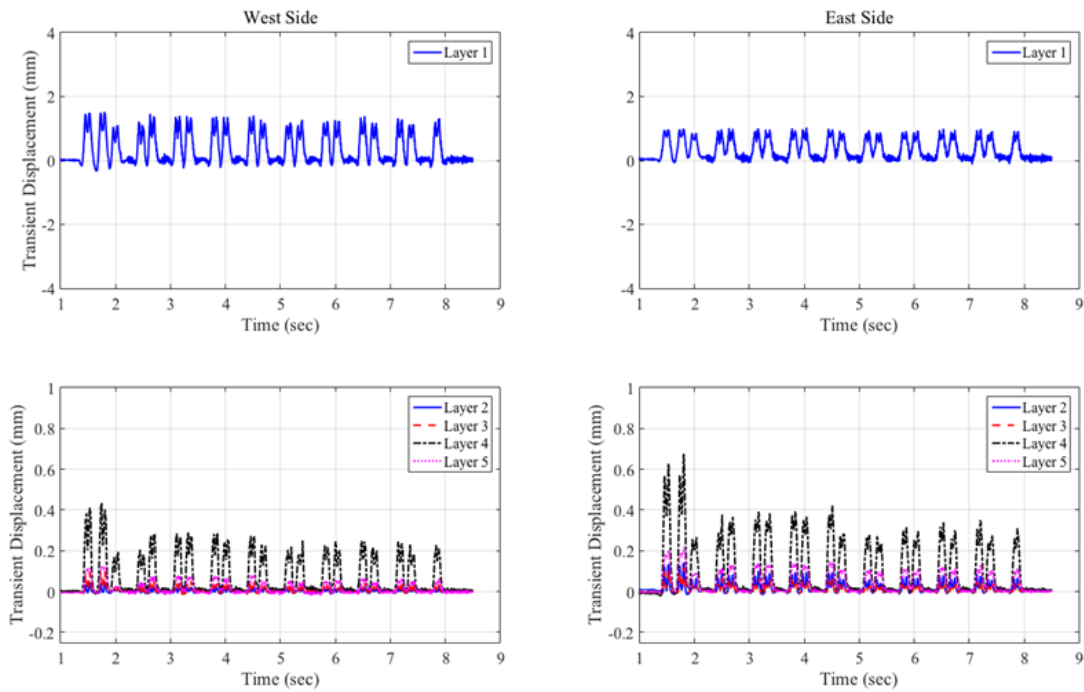 West Side
East Side
4
2
0
-2
-4
Transient Displacement (mm)
Layer 1
1 2 3 4 5 6 7 8 9
Time (sec)
4
2
0
-2
-4
Transient Displacement (mm)
Layer 1
1 2 3 4 5 6 7 8 9
Time (sec)
1
0.8
0.6
0.4
0.2
0
-0.2
Transient Displacement (mm)
Layer 2
Layer 3
Layer 4
Layer 5
1 2 3 4 5 6 7 8 9
Time (sec)
1
0.8
0.6
0.4
0.2
0
-0.2
Transient Displacement (mm)
Layer 2
Layer 3
Layer 4
Layer 5
1 2 3 4 5 6 7 8 9
Time (sec)